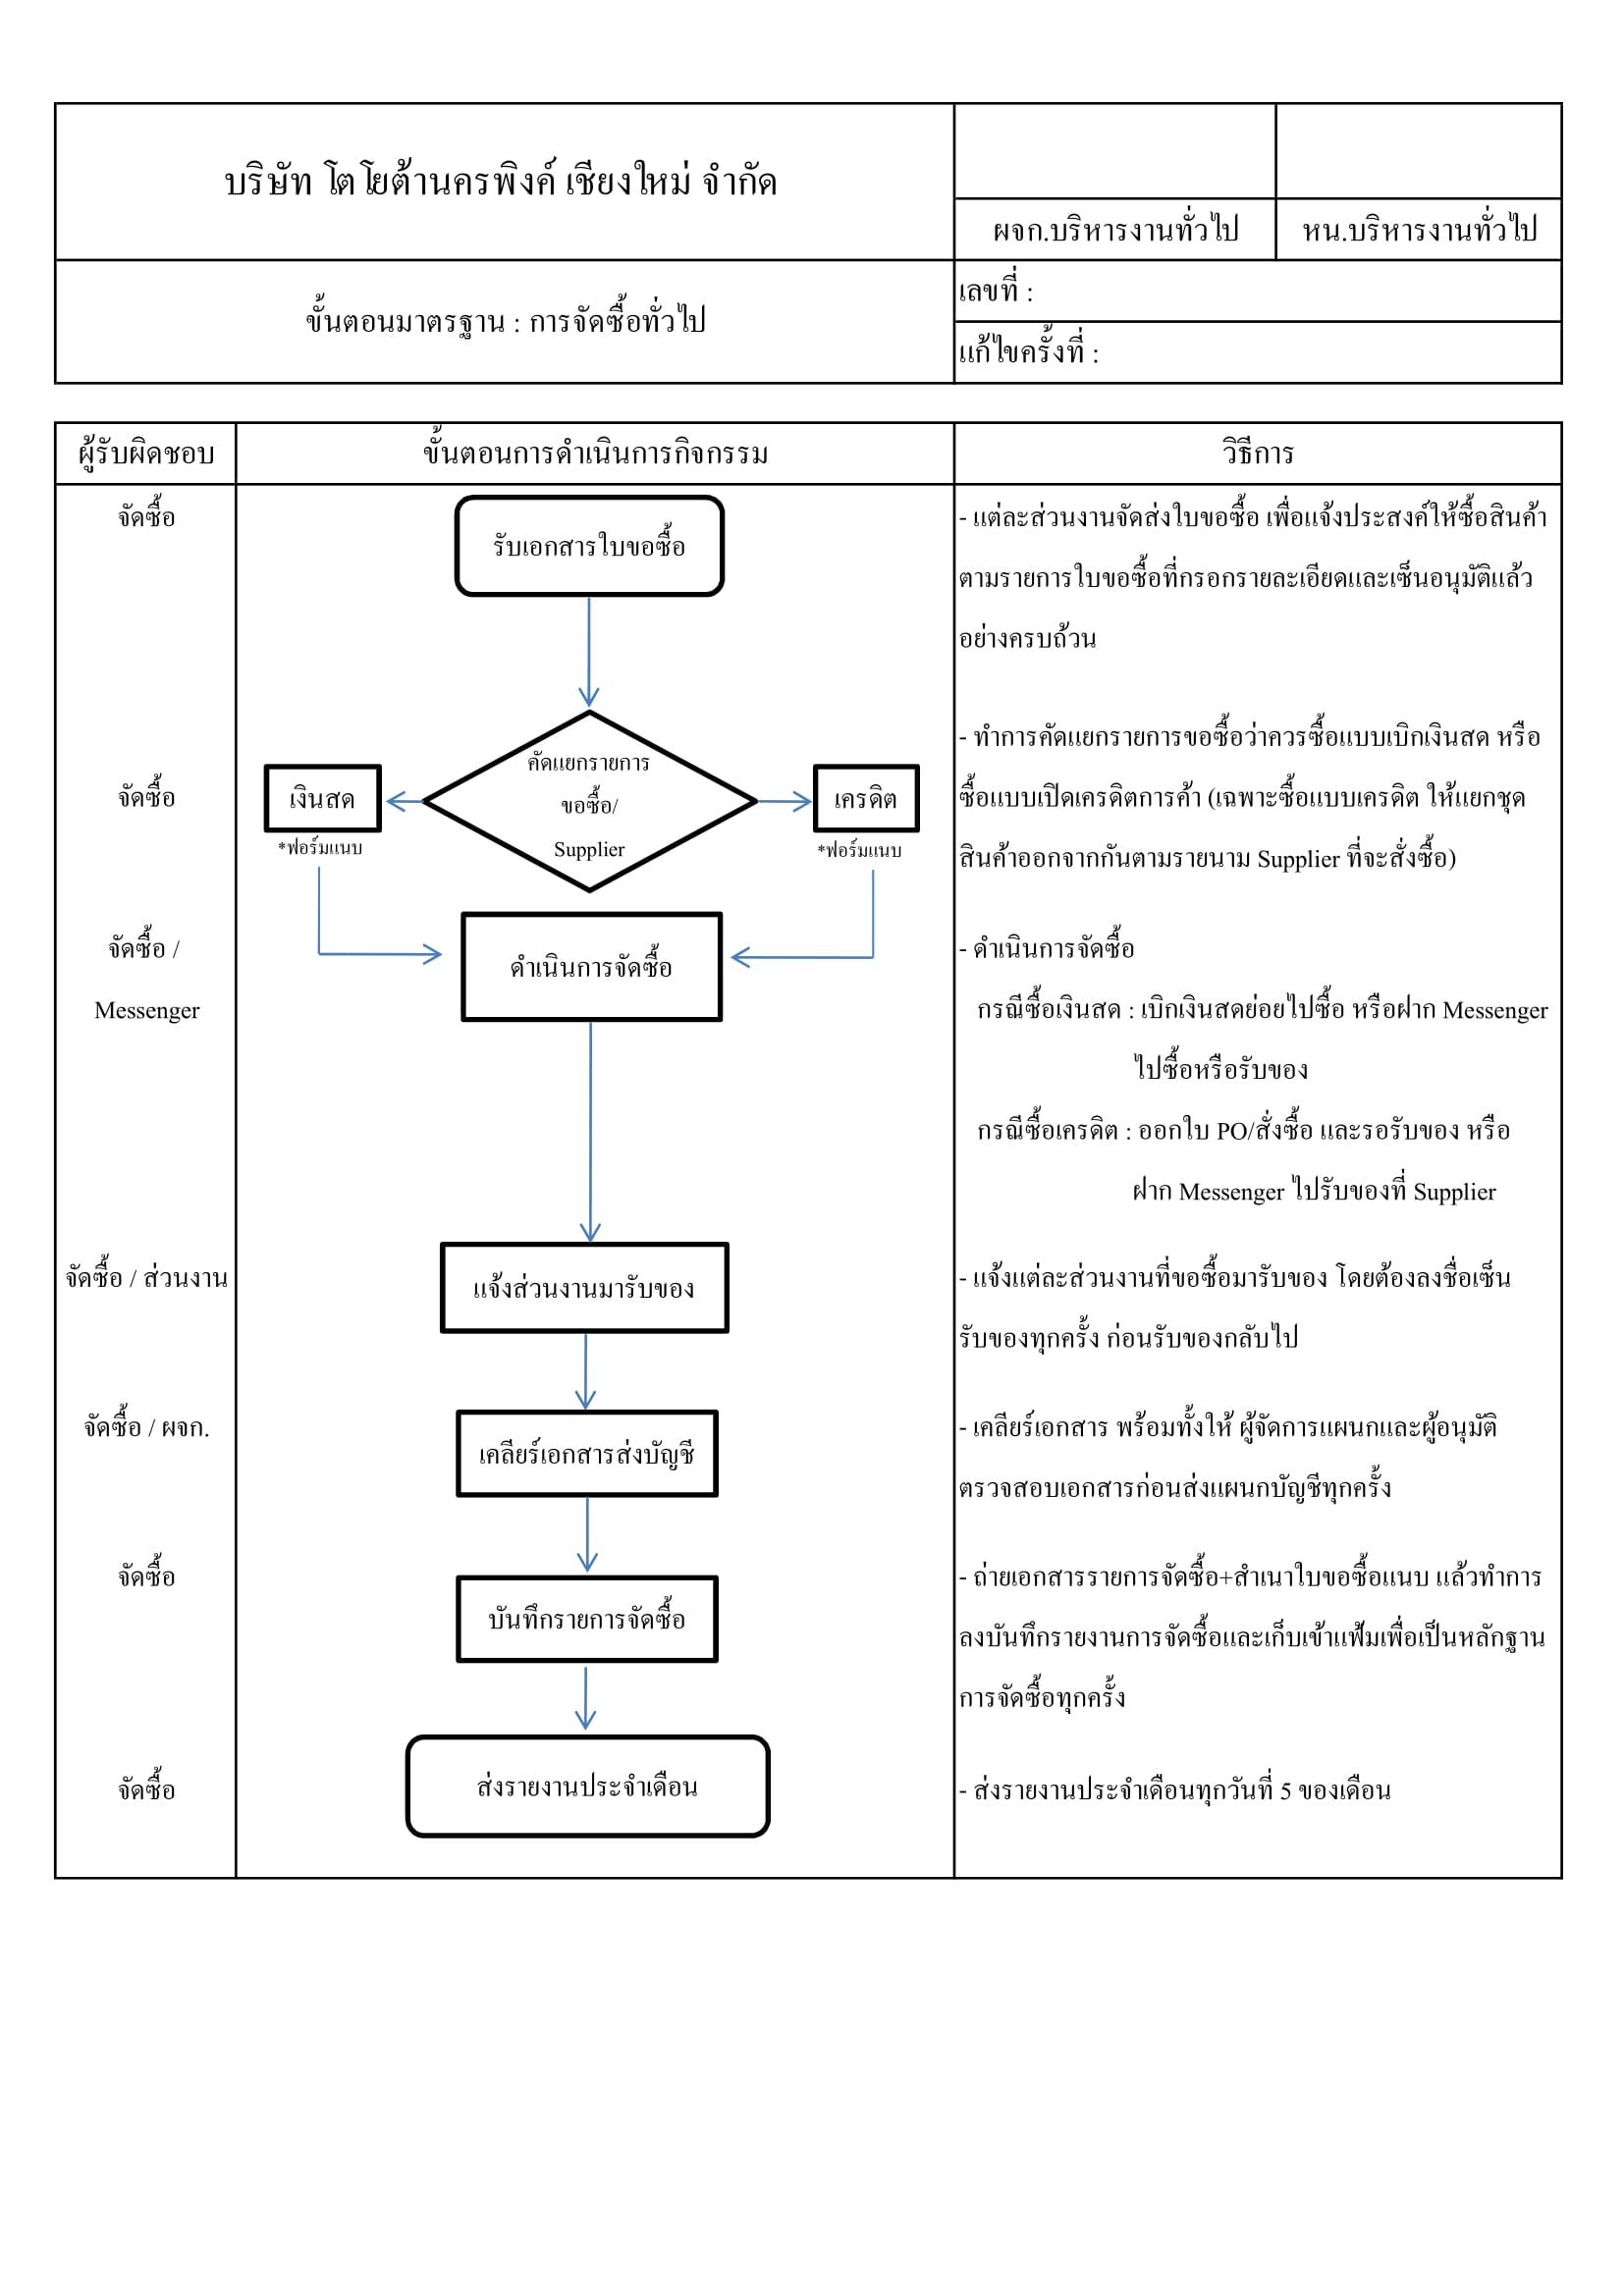 บริษัท โตโยต้านครพิงค์ เชียงใหม่ จำกัด
ผจก.บริหารงานทั่วไป
หน.บริหารงานทั่วไป
ขั้นตอนมาตรฐาน : การจัดซื้อทั่วไป
เลขที่ :
แก้ไขครั้งที่ :
ผู้รับผิดชอบ
ขั้นตอนการดำเนินการกิจกรรม
วิธีการ
จัดซื้อ
รับเอกสารใบขอซื้อ
- แต่ละส่วนงานจัดส่งใบขอซื้อ เพื่อแจ้งประสงค์ให้ซื้อสินค้า
ตามรายการใบขอซื้อที่กรอกรายละเอียดและเซ็นอนุมัติแล้ว
อย่างครบถ้วน
จัดซื้อ
เงินสด
*ฟอร์มแนบ
คัดแยกรายการ
ขอซื้อ/
Supplier
เครดิต
*ฟอร์มแนบ
- ทำการคัดแยกรายการขอซื้อว่าควรซื้อแบบเบิกเงินสด หรือ
ซื้อแบบเปิดเครดิตการค้า (เฉพาะซื้อแบบเครดิต ให้แยกชุด
สินค้าออกจากกันตามรายนาม Supplier ที่จะสั่งซื้อ)
จัดซื้อ /
Messenger
ดำเนินการจัดซื้อ
- ดำเนินการจัดซื้อ
กรณีซื้อเงินสด : เบิกเงินสดย่อยไปซื้อ หรือฝาก Messenger
ไปซื้อหรือรับของ
กรณีซื้อเครดิต : ออกใบ PO/สั่งซื้อ และรอรับของ หรือ
ฝาก Messenger ไปรับของที่ Supplier
จัดซื้อ / ส่วนงาน
แจ้งส่วนงานมารับของ
- แจ้งแต่ละส่วนงานที่ขอซื้อมารับของ โดยต้องลงชื่อเซ็น
รับของทุกครั้ง ก่อนรับของกลับไป
จัดซื้อ / ผจก.
เคลียร์เอกสารส่งบัญชี
- เคลียร์เอกสาร พร้อมทั้งให้ ผู้จัดการแผนกและผู้อนุมัติ
ตรวจสอบเอกสารก่อนส่งแผนกบัญชีทุกครั้ง
จัดซื้อ
บันทึกรายการจัดซื้อ
- ถ่ายเอกสารรายการจัดซื้อ+สำเนาใบขอซื้อแนบ แล้วทำการ
ลงบันทึกรายงานการจัดซื้อและเก็บเข้าแฟ้มเพื่อเป็นหลักฐาน
การจัดซื้อทุกครั้ง
จัดซื้อ
ส่งรายงานประจำเดือน
- ส่งรายงานประจำเดือนทุกวันที่ 5 ของเดือน